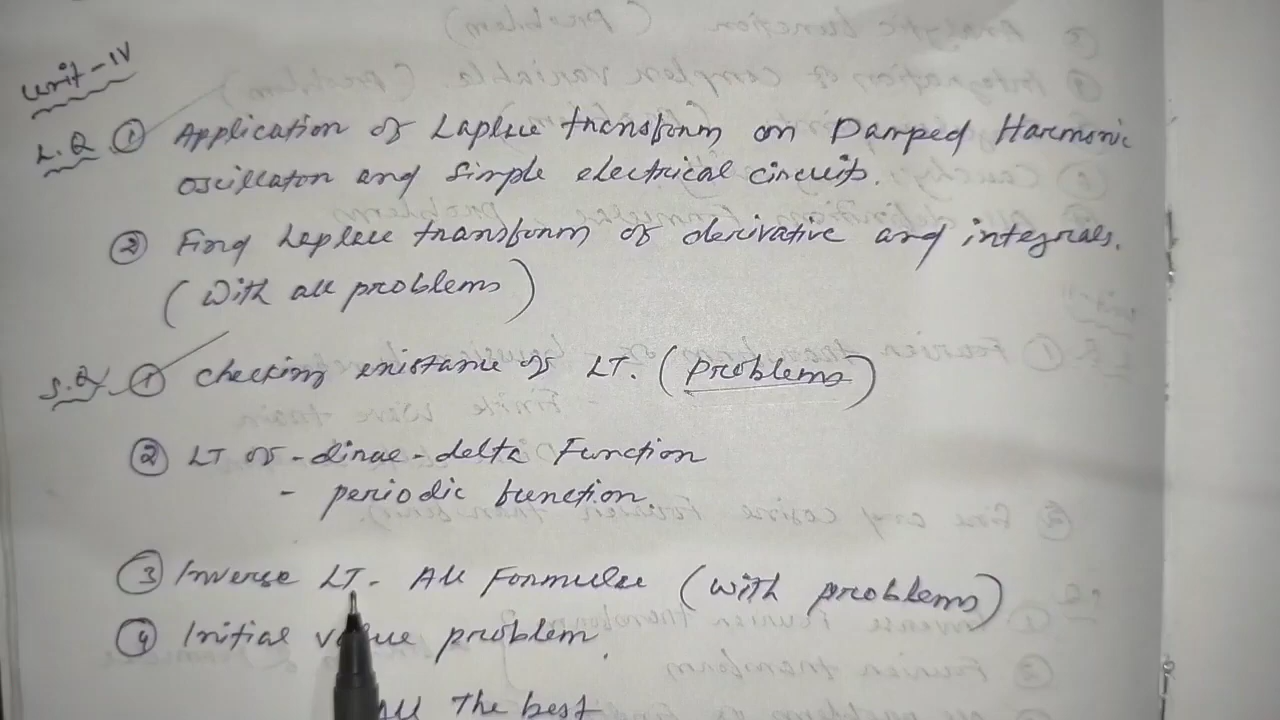 Unit-IV
L.Q ① Application of Laplace transform on Damped Harmonic
oscillator and simple electrical circuits.
② Find Laplace transform of derivative and integrals.
(With all problems)
S.Q ① Checking existance of LT. (problems)
② LT of - dirac-delta Function
- periodic function
③ Inverse LT - All Formulae (with problems)
④ Initial value problem.
All The best